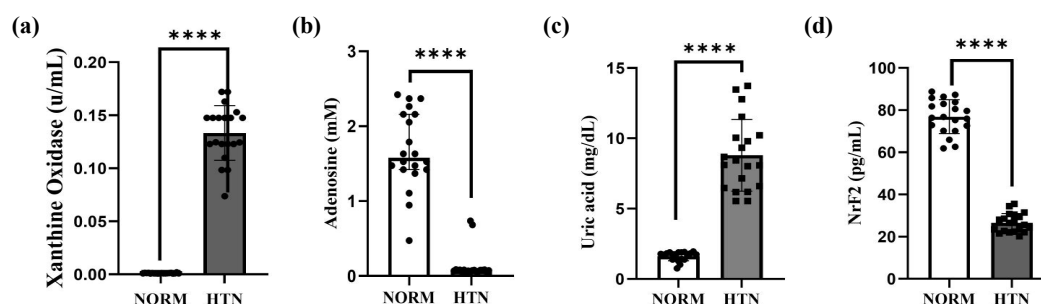 (a)
****
Xanthine Oxidase (u/mL)
0.20
0.15
0.10
0.05
0.00
NORM HTN
(b)
****
Adenosine (mM)
3
2
1
0
NORM HTN
(c)
****
Uric acid (mg/dL)
15
10
5
0
NORM HTN
(d)
****
NrF2 (pg/mL)
100
80
60
40
20
0
NORM HTN